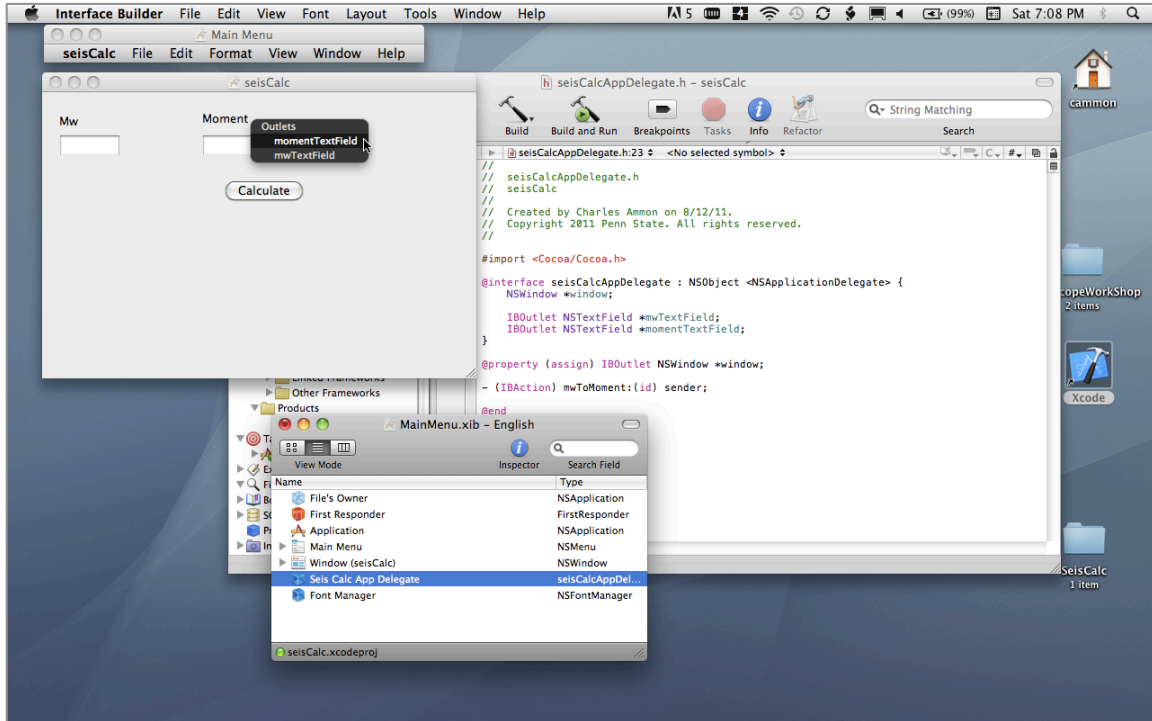 Interface Builder File Edit View Font Layout Tools Window Help 5 4 (99%) Sat 7:08 PM
Main Menu
seisCalc File Edit Format View Window Help
seisCalc
Mw
Moment
Outlets
momentTextField
mwTextField
Calculate
seisCalcAppDelegate.h – seisCalc
Build Build and Run Breakpoints Tasks Info Refactor
String Matching
Search
seisCalcAppDelegate.h:23 <No selected symbol> C #
//
// seisCalcAppDelegate.h
// seisCalc
//
// Created by Charles Ammon on 8/12/11.
// Copyright 2011 Penn State. All rights reserved.
//
#import <Cocoa/Cocoa.h>
@interface seisCalcAppDelegate : NSObject <NSApplicationDelegate> {
NSWindow *window;
IBOutlet NSTextField *mwTextField;
IBOutlet NSTextField *momentTextField;
}
@property (assign) IBOutlet NSWindow *window;
- (IBAction) mwToMoment:(id) sender;
@end
Linked Frameworks
Other Frameworks
Products
MainMenu.xib – English
View Mode Inspector Search Field
Name Type
File's Owner NSApplication
First Responder FirstResponder
Application NSApplication
Main Menu NSMenu
Window (seisCalc) NSWindow
Seis Calc App Delegate seisCalcAppDel...
Font Manager NSFontManager
seisCalc.xcodeproj
cammon
opeWorkShop
2 items
Xcode
SeisCalc
1 item